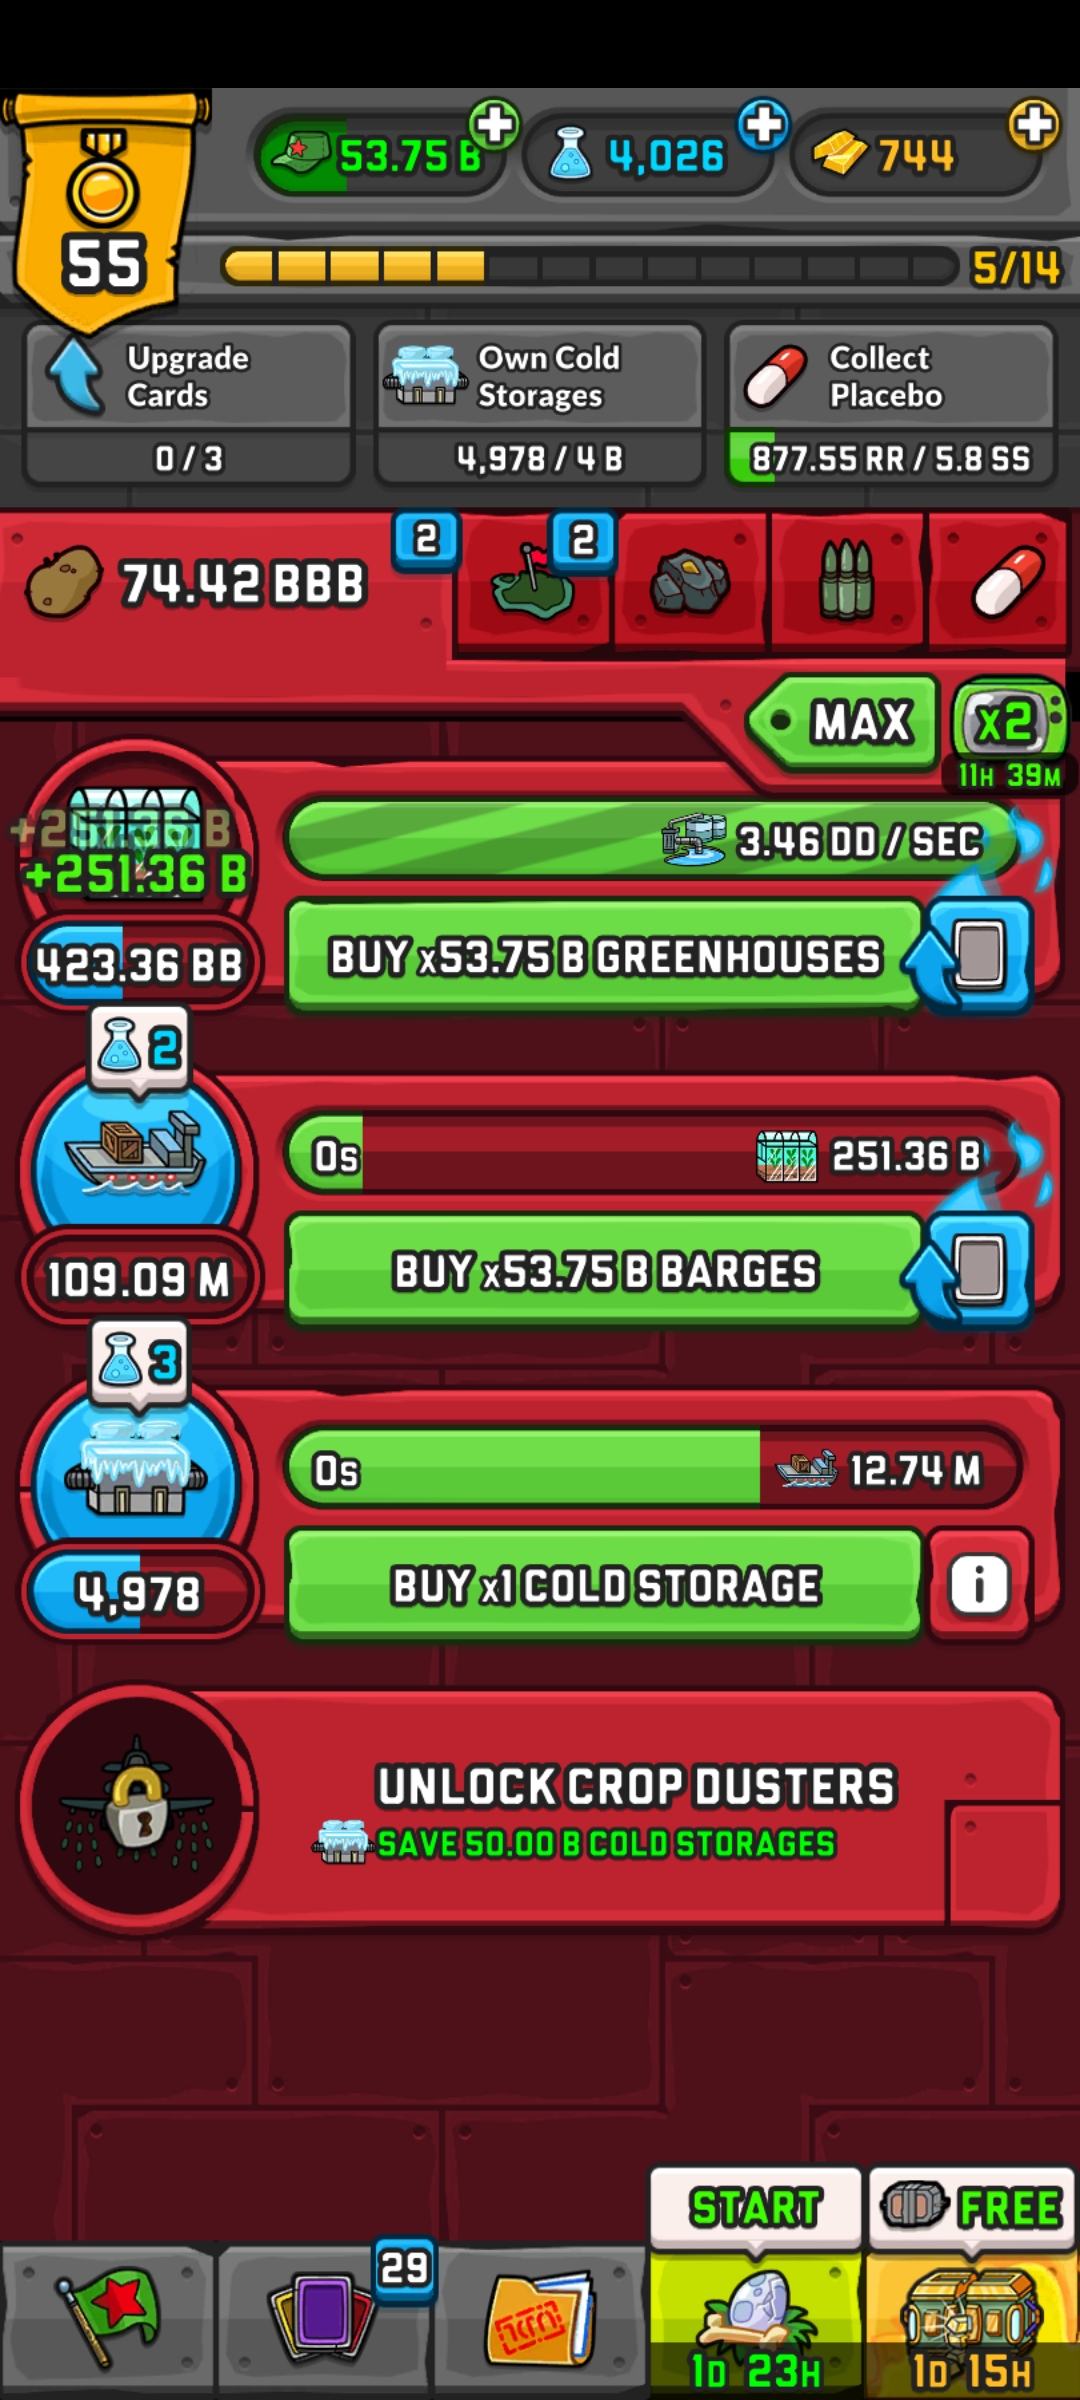 53.75 B
4,026
744
55
5/14
Upgrade
Cards
0 / 3
Own Cold
Storages
4,978 / 4 B
Collect
Placebo
877.55 RR / 5.8 SS
74.42 BBB
2
2
MAX
x2
11H 39M
+251.36 B
+251.36 B
423.36 BB
3.46 DD / SEC
BUY x53.75 B GREENHOUSES
2
109.09 M
0s
251.36 B
BUY x53.75 B BARGES
3
4,978
0s
12.74 M
BUY x1 COLD STORAGE
i
UNLOCK CROP DUSTERS
SAVE 50.00 B COLD STORAGES
START
FREE
29
1D 23H
1D 15H